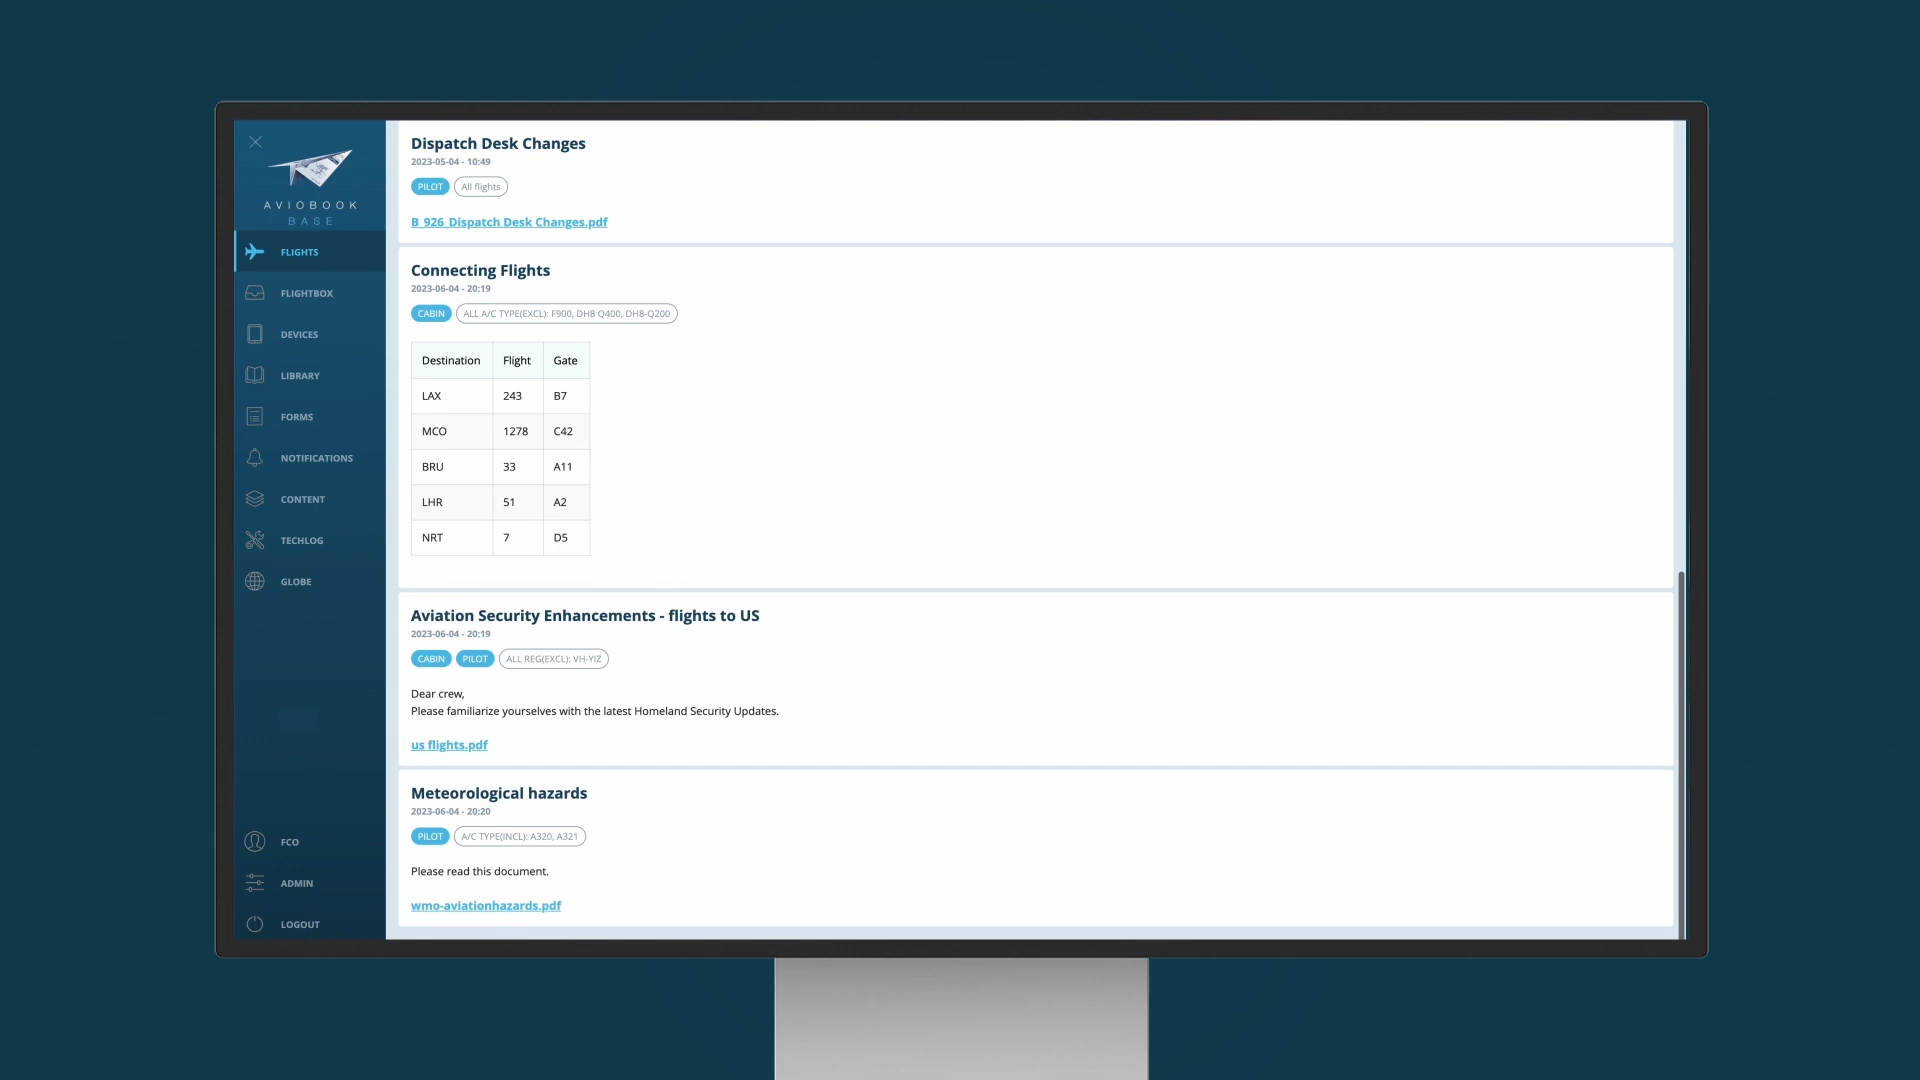 AVIOBOOK
BASE
FLIGHTS
FLIGHTBOX
DEVICES
LIBRARY
FORMS
NOTIFICATIONS
CONTENT
TECHLOG
GLOBE
FCO
ADMIN
LOGOUT
Dispatch Desk Changes
2023-05-04 - 10:49
PILOT All flights
B_926_Dispatch Desk Changes.pdf
Connecting Flights
2023-06-04 - 20:19
CABIN ALL A/C TYPE(EXCL): F900, DH8 Q400, DH8-Q200
Destination Flight Gate
LAX 243 B7
MCO 1278 C42
BRU 33 A11
LHR 51 A2
NRT 7 D5
Aviation Security Enhancements - flights to US
2023-06-04 - 20:19
CABIN PILOT ALL REG(EXCL): VH-YIZ
Dear crew,
Please familiarize yourselves with the latest Homeland Security Updates.
us flights.pdf
Meteorological hazards
2023-06-04 - 20:20
PILOT A/C TYPE(INCL): A320, A321
Please read this document.
wmo-aviationhazards.pdf